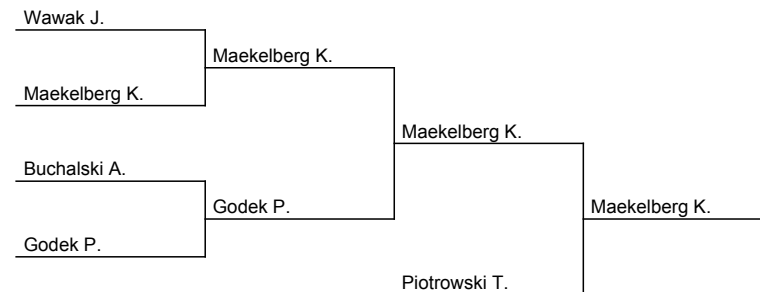 Wawak J.
Maekelberg K.
Maekelberg K.
Maekelberg K.
Buchalski A.
Godek P.
Maekelberg K.
Godek P.
Piotrowski T.